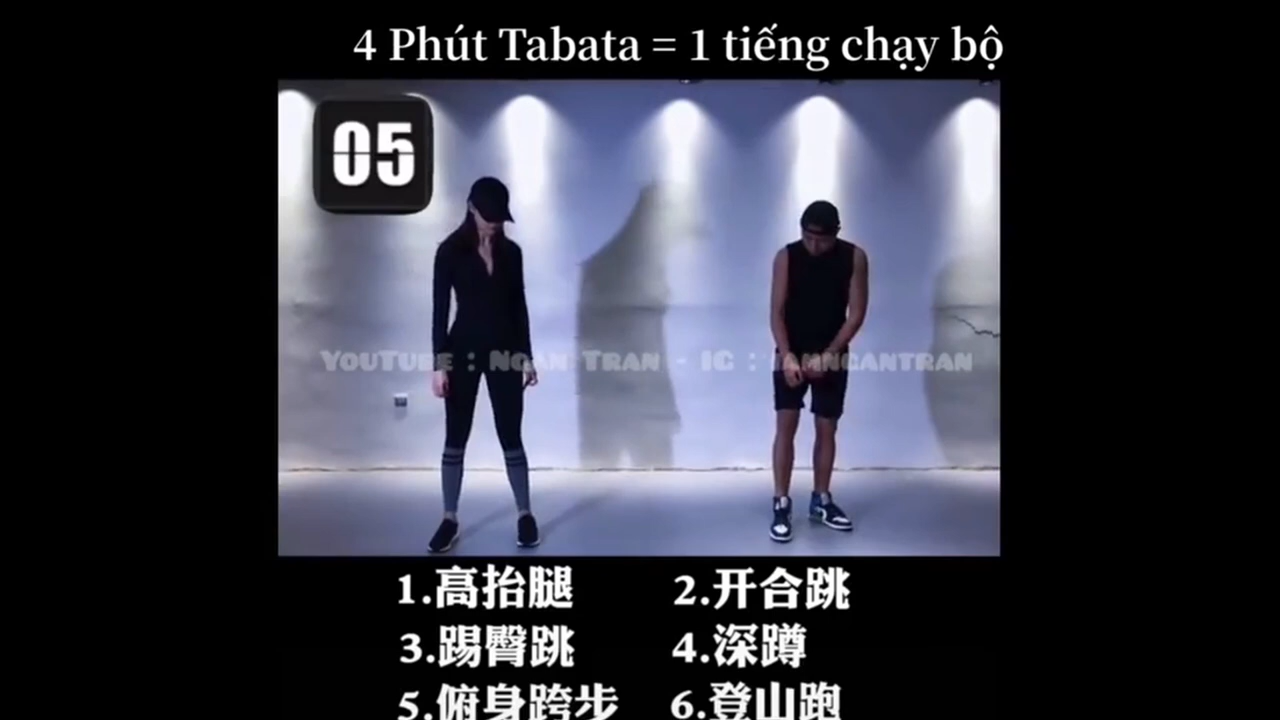 4 Phút Tabata = 1 tiếng chạy bộ
05
YouTube : Ngan Tran - IG : iamngantran
1.高抬腿 2.开合跳
3.踢臀跳 4.深蹲
5.俯身跨步 6.登山跑